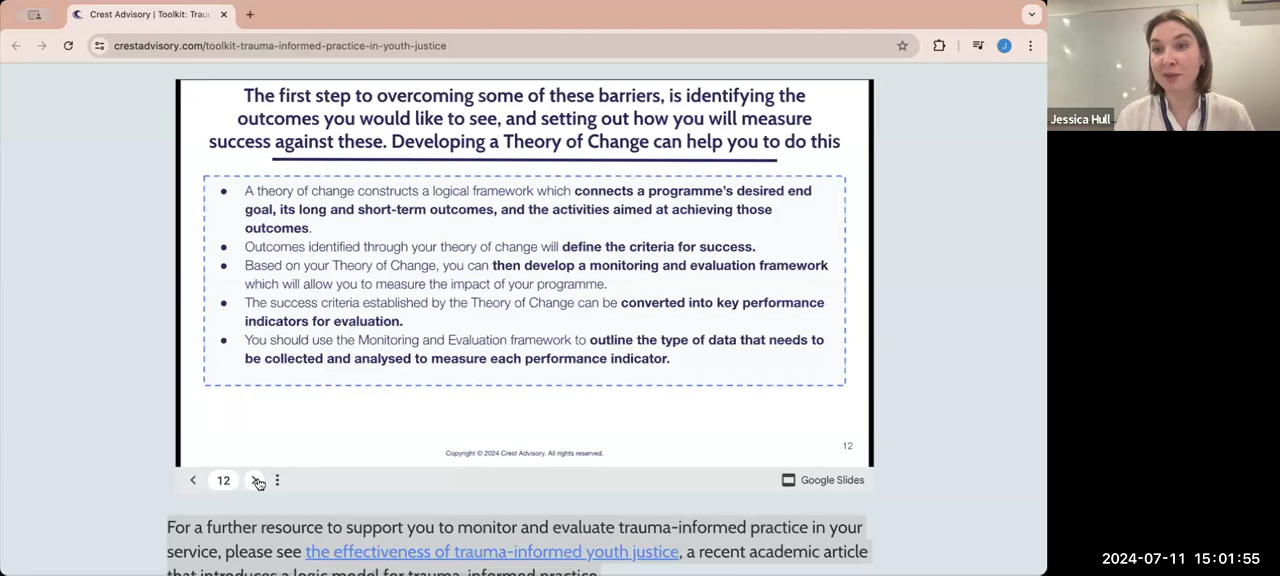 Crest Advisory | Toolkit: Trau
crestadvisory.com/toolkit-trauma-informed-practice-in-youth-justice
J
Jessica Hull
The first step to overcoming some of these barriers, is identifying the
outcomes you would like to see, and setting out how you will measure
success against these. Developing a Theory of Change can help you to do this
● A theory of change constructs a logical framework which connects a programme's desired end
goal, its long and short-term outcomes, and the activities aimed at achieving those
outcomes.
● Outcomes identified through your theory of change will define the criteria for success.
● Based on your Theory of Change, you can then develop a monitoring and evaluation framework
which will allow you to measure the impact of your programme.
● The success criteria established by the Theory of Change can be converted into key performance
indicators for evaluation.
● You should use the Monitoring and Evaluation framework to outline the type of data that needs to
be collected and analysed to measure each performance indicator.
12
Copyright © 2024 Crest Advisory. All rights reserved.
12
Google Slides
For a further resource to support you to monitor and evaluate trauma-informed practice in your
service, please see the effectiveness of trauma-informed youth justice, a recent academic article
that introduces a logic model for trauma-informed practice.
2024-07-11 15:01:55